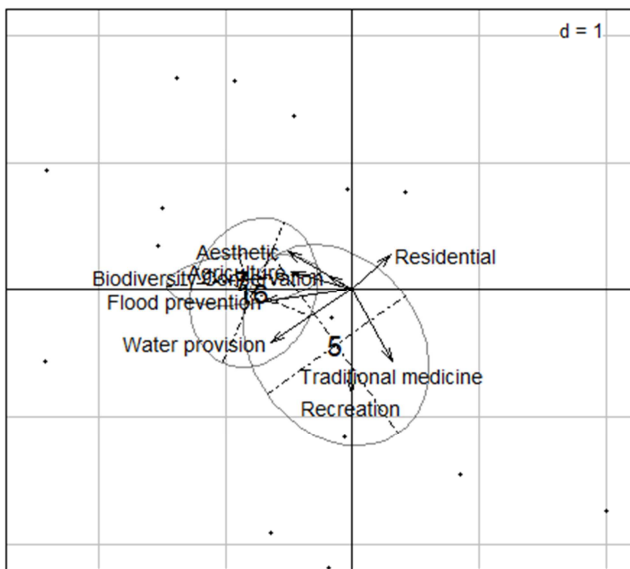 d = 1
Aesthetic
Residential
Agriculture
Biodiversity Conservation
Flood prevention
Water provision
5
Traditional medicine
Recreation